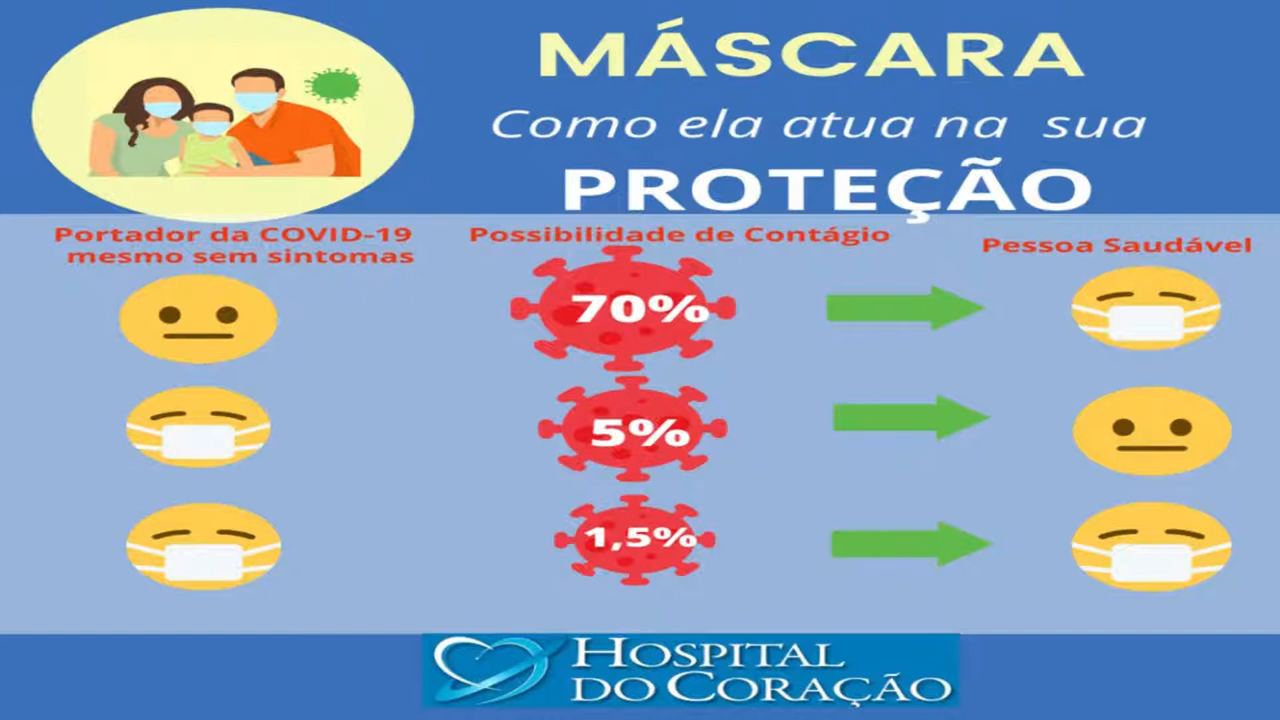 MÁSCARA
Como ela atua na sua
PROTEÇÃO
Portador da COVID-19
mesmo sem sintomas
Possibilidade de Contágio
Pessoa Saudável
70%
5%
1,5%
HOSPITAL
DO CORAÇÃO